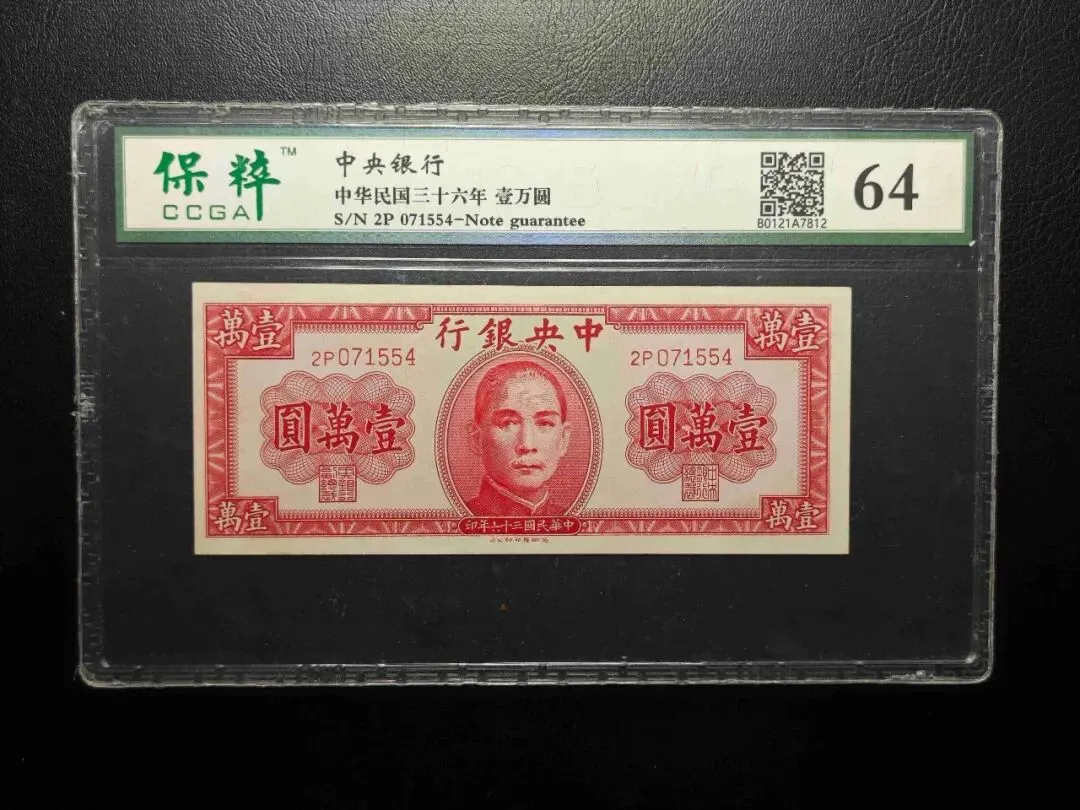 保粹™
CCGA
中央银行
中华民国三十六年 壹万圆
S/N 2P 071554-Note guarantee
B0121A7812
64
萬壹
行銀央中
萬壹
2P071554
2P071554
圓萬壹
圓萬壹
萬壹
印年六十三國民華中
萬壹